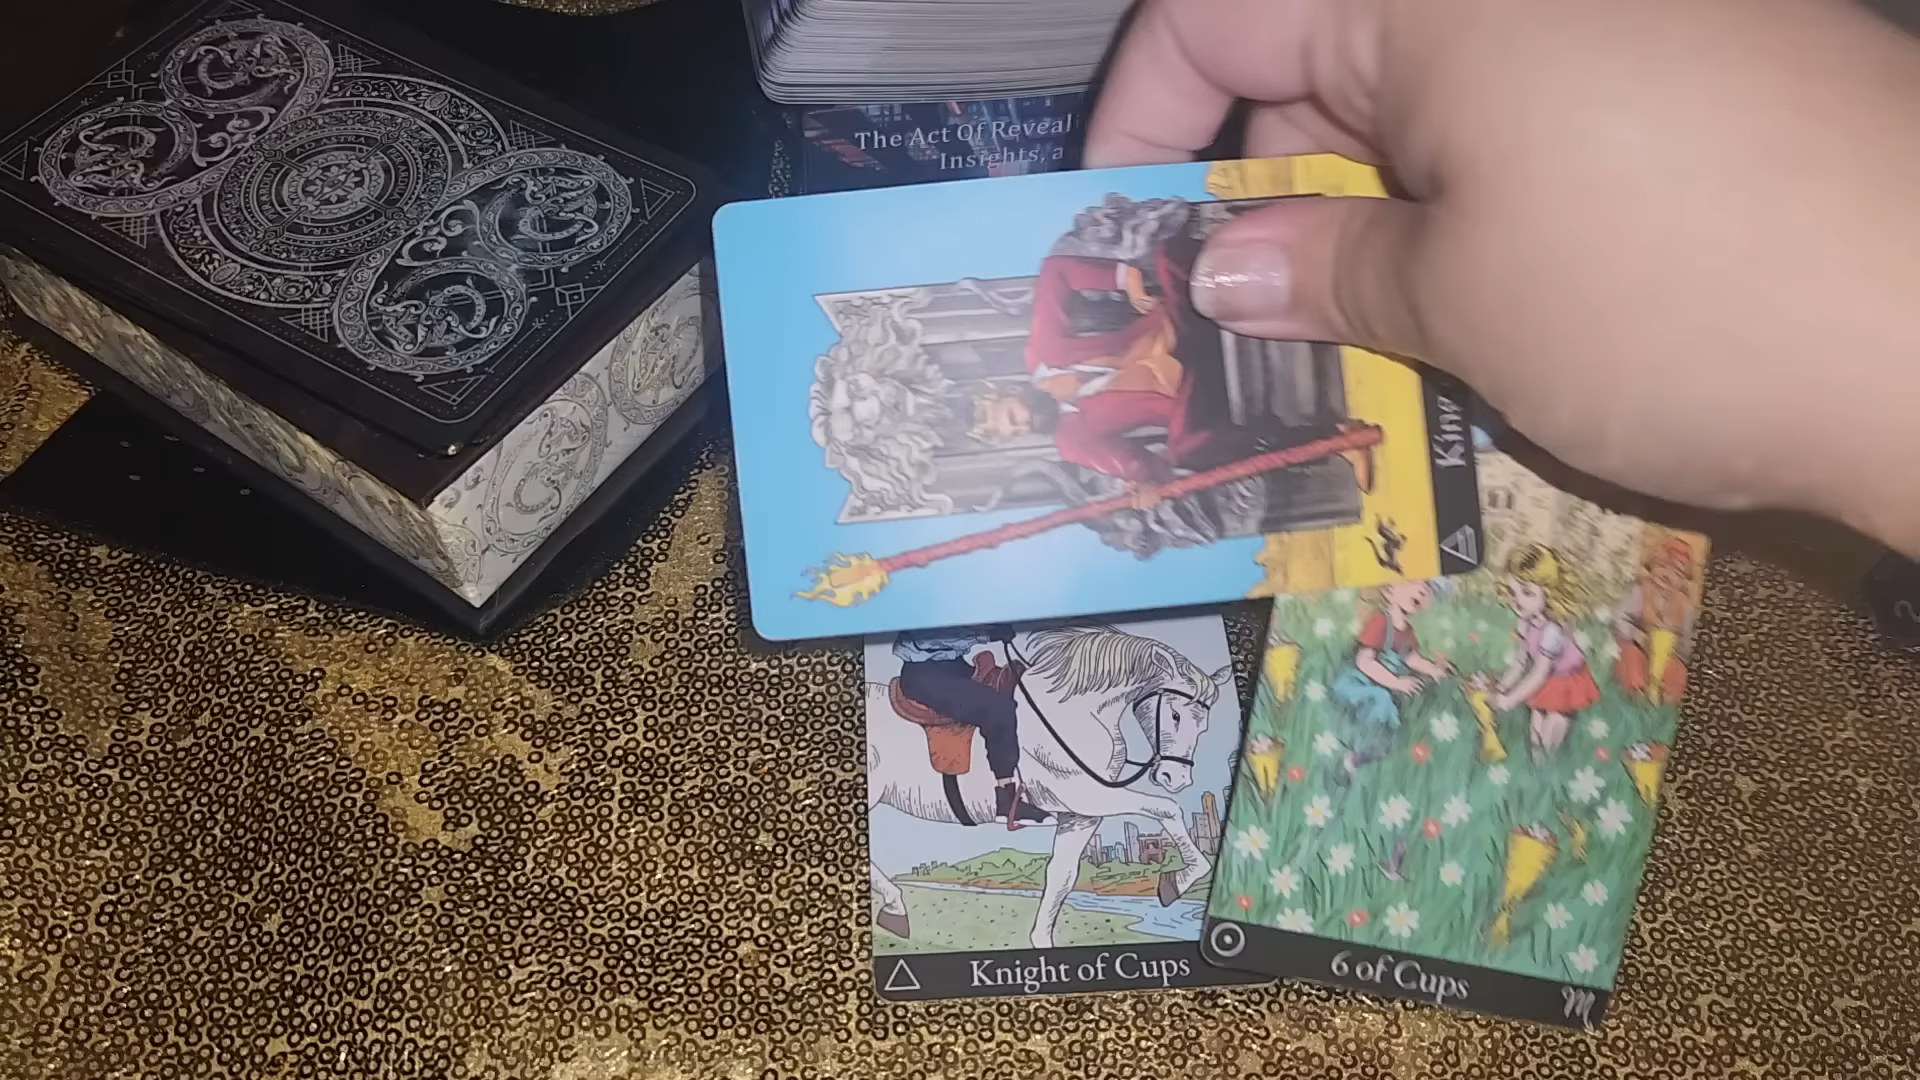 The Act Of Reveal
Insights, a
King
Knight of Cups
6 of Cups